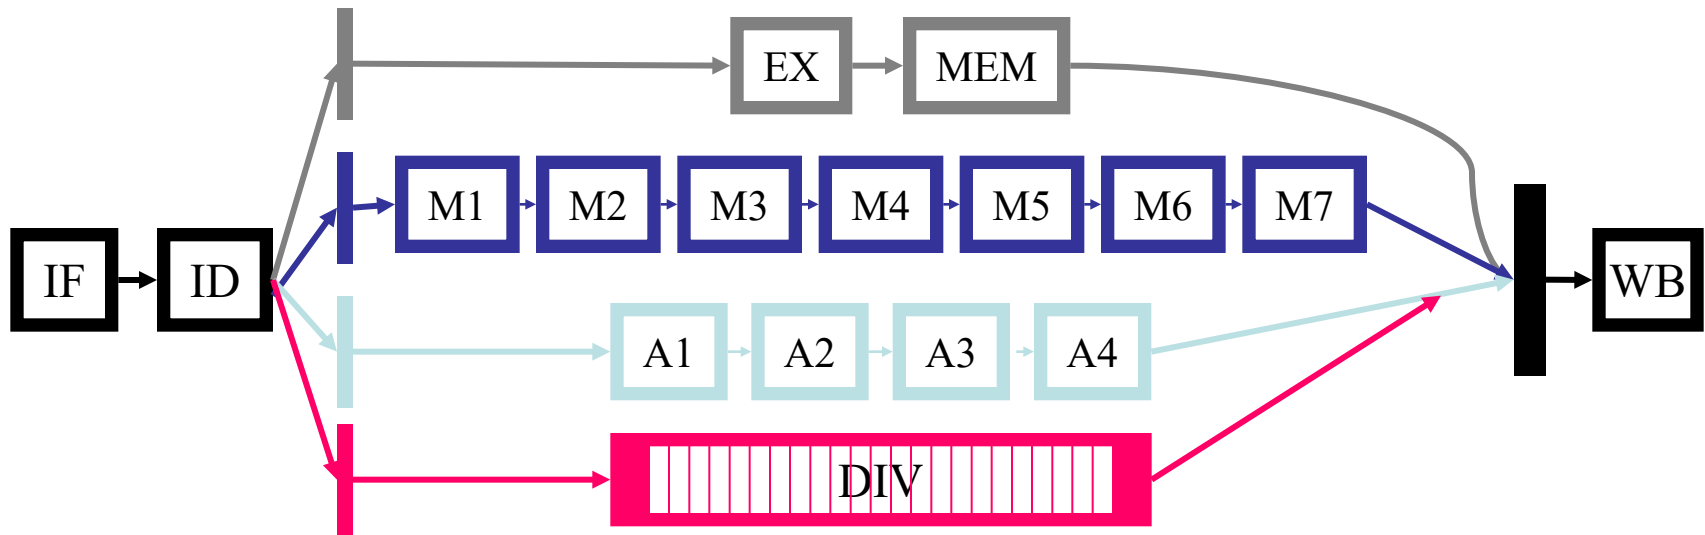 EX MEM
M1 M2 M3 M4 M5 M6 M7
IF ID WB
A1 A2 A3 A4
DIV